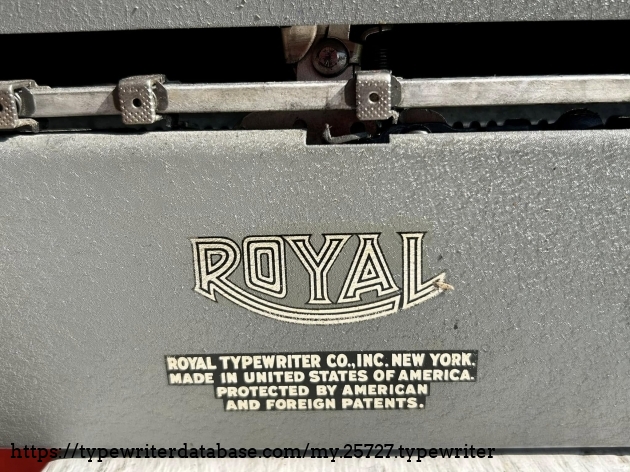 ROYAL
ROYAL TYPEWRITER CO., INC. NEW YORK.
MADE IN UNITED STATES OF AMERICA.
PROTECTED BY AMERICAN
AND FOREIGN PATENTS.
https://typewriterdatabase.com/my.25727.typewriter